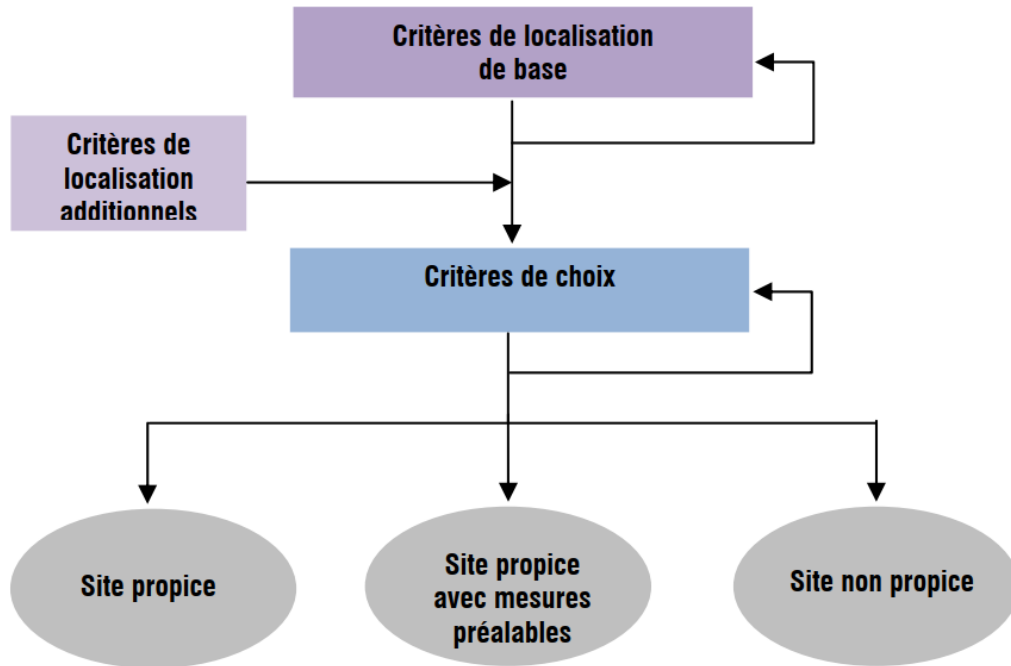 Critères de localisation
de base
Critères de
localisation
additionnels
Critères de choix
Site propice
Site propice
avec mesures
préalables
Site non propice